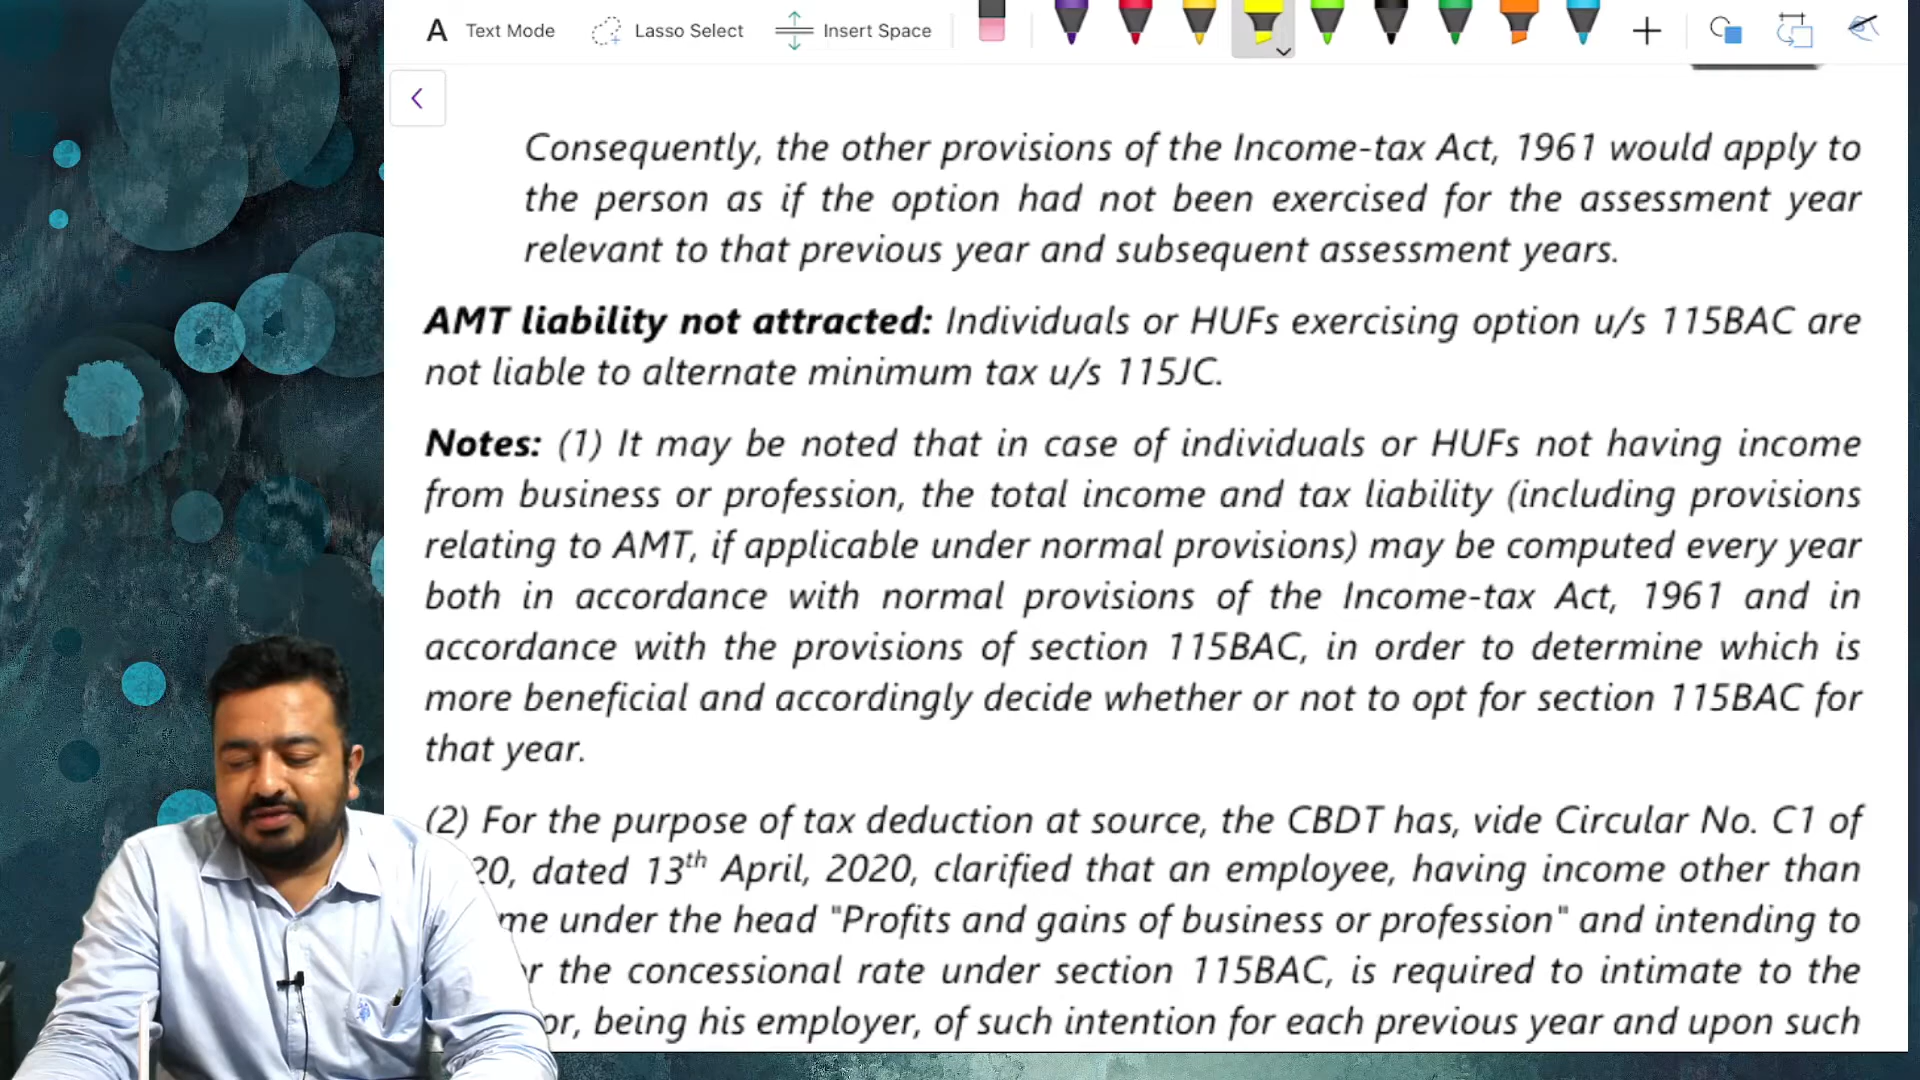 A Text Mode Lasso Select Insert Space
Consequently, the other provisions of the Income-tax Act, 1961 would apply to
the person as if the option had not been exercised for the assessment year
relevant to that previous year and subsequent assessment years.
AMT liability not attracted: Individuals or HUFs exercising option u/s 115BAC are
not liable to alternate minimum tax u/s 115JC.
Notes: (1) It may be noted that in case of individuals or HUFs not having income
from business or profession, the total income and tax liability (including provisions
relating to AMT, if applicable under normal provisions) may be computed every year
both in accordance with normal provisions of the Income-tax Act, 1961 and in
accordance with the provisions of section 115BAC, in order to determine which is
more beneficial and accordingly decide whether or not to opt for section 115BAC for
that year.
(2) For the purpose of tax deduction at source, the CBDT has, vide Circular No. C1 of
20, dated 13th April, 2020, clarified that an employee, having income other than
me under the head "Profits and gains of business or profession" and intending to
r the concessional rate under section 115BAC, is required to intimate to the
or, being his employer, of such intention for each previous year and upon such